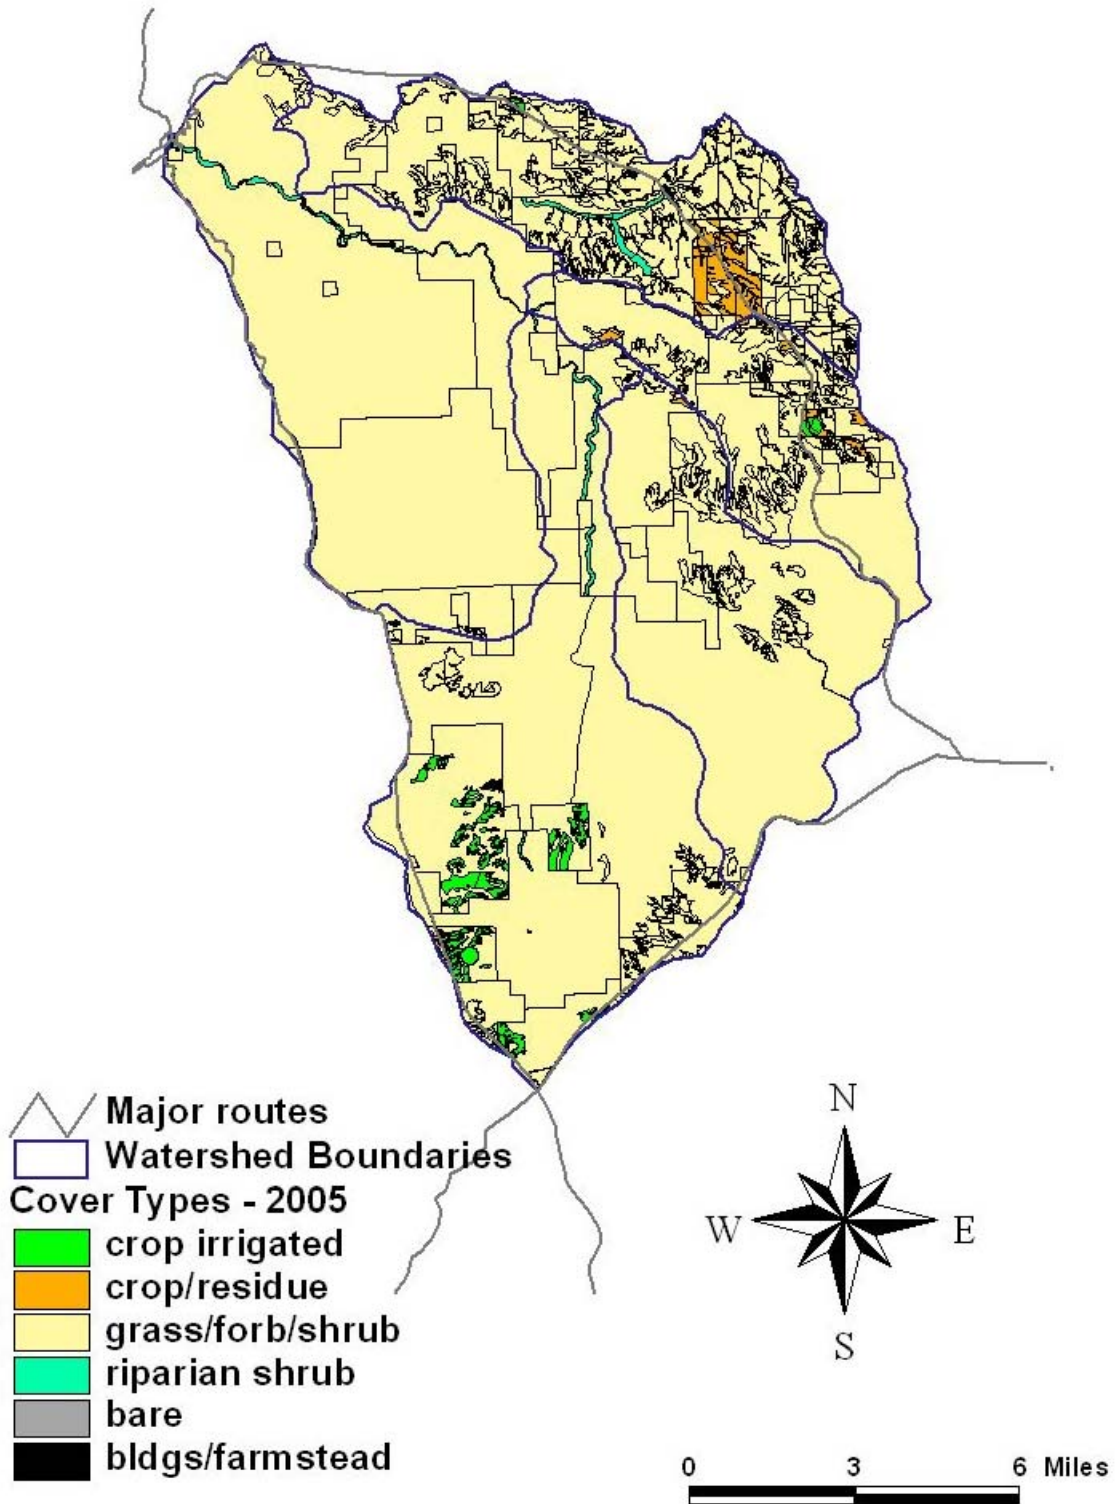 Major routes
Watershed Boundaries
Cover Types - 2005
crop irrigated
crop/residue
grass/forb/shrub
riparian shrub
bare
bldgs/farmstead
N
W E
S
0 3 6 Miles